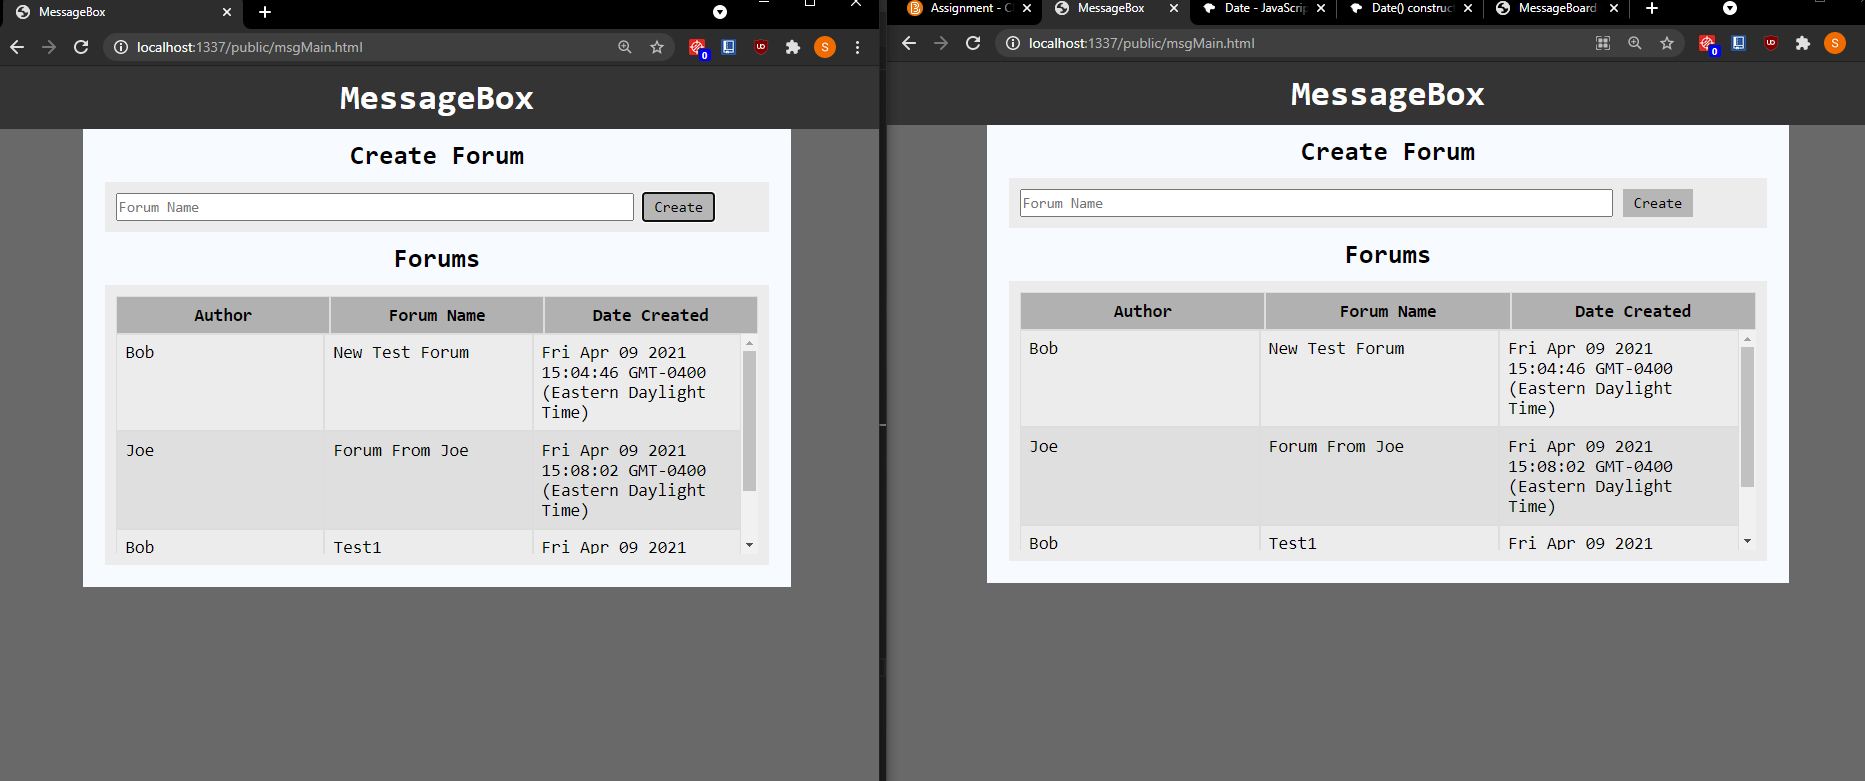 MessageBox
localhost:1337/public/msgMain.html
0
UD
S
MessageBox
Create Forum
Forum Name
Create
Forums
Author Forum Name Date Created
Bob New Test Forum Fri Apr 09 2021
15:04:46 GMT-0400
(Eastern Daylight
Time)
Joe Forum From Joe Fri Apr 09 2021
15:08:02 GMT-0400
(Eastern Daylight
Time)
Bob Test1 Fri Apr 09 2021
Assignment - C MessageBox Date - JavaScrip Date() construc MessageBoard
localhost:1337/public/msgMain.html
0
UD
S
MessageBox
Create Forum
Forum Name
Create
Forums
Author Forum Name Date Created
Bob New Test Forum Fri Apr 09 2021
15:04:46 GMT-0400
(Eastern Daylight
Time)
Joe Forum From Joe Fri Apr 09 2021
15:08:02 GMT-0400
(Eastern Daylight
Time)
Bob Test1 Fri Apr 09 2021